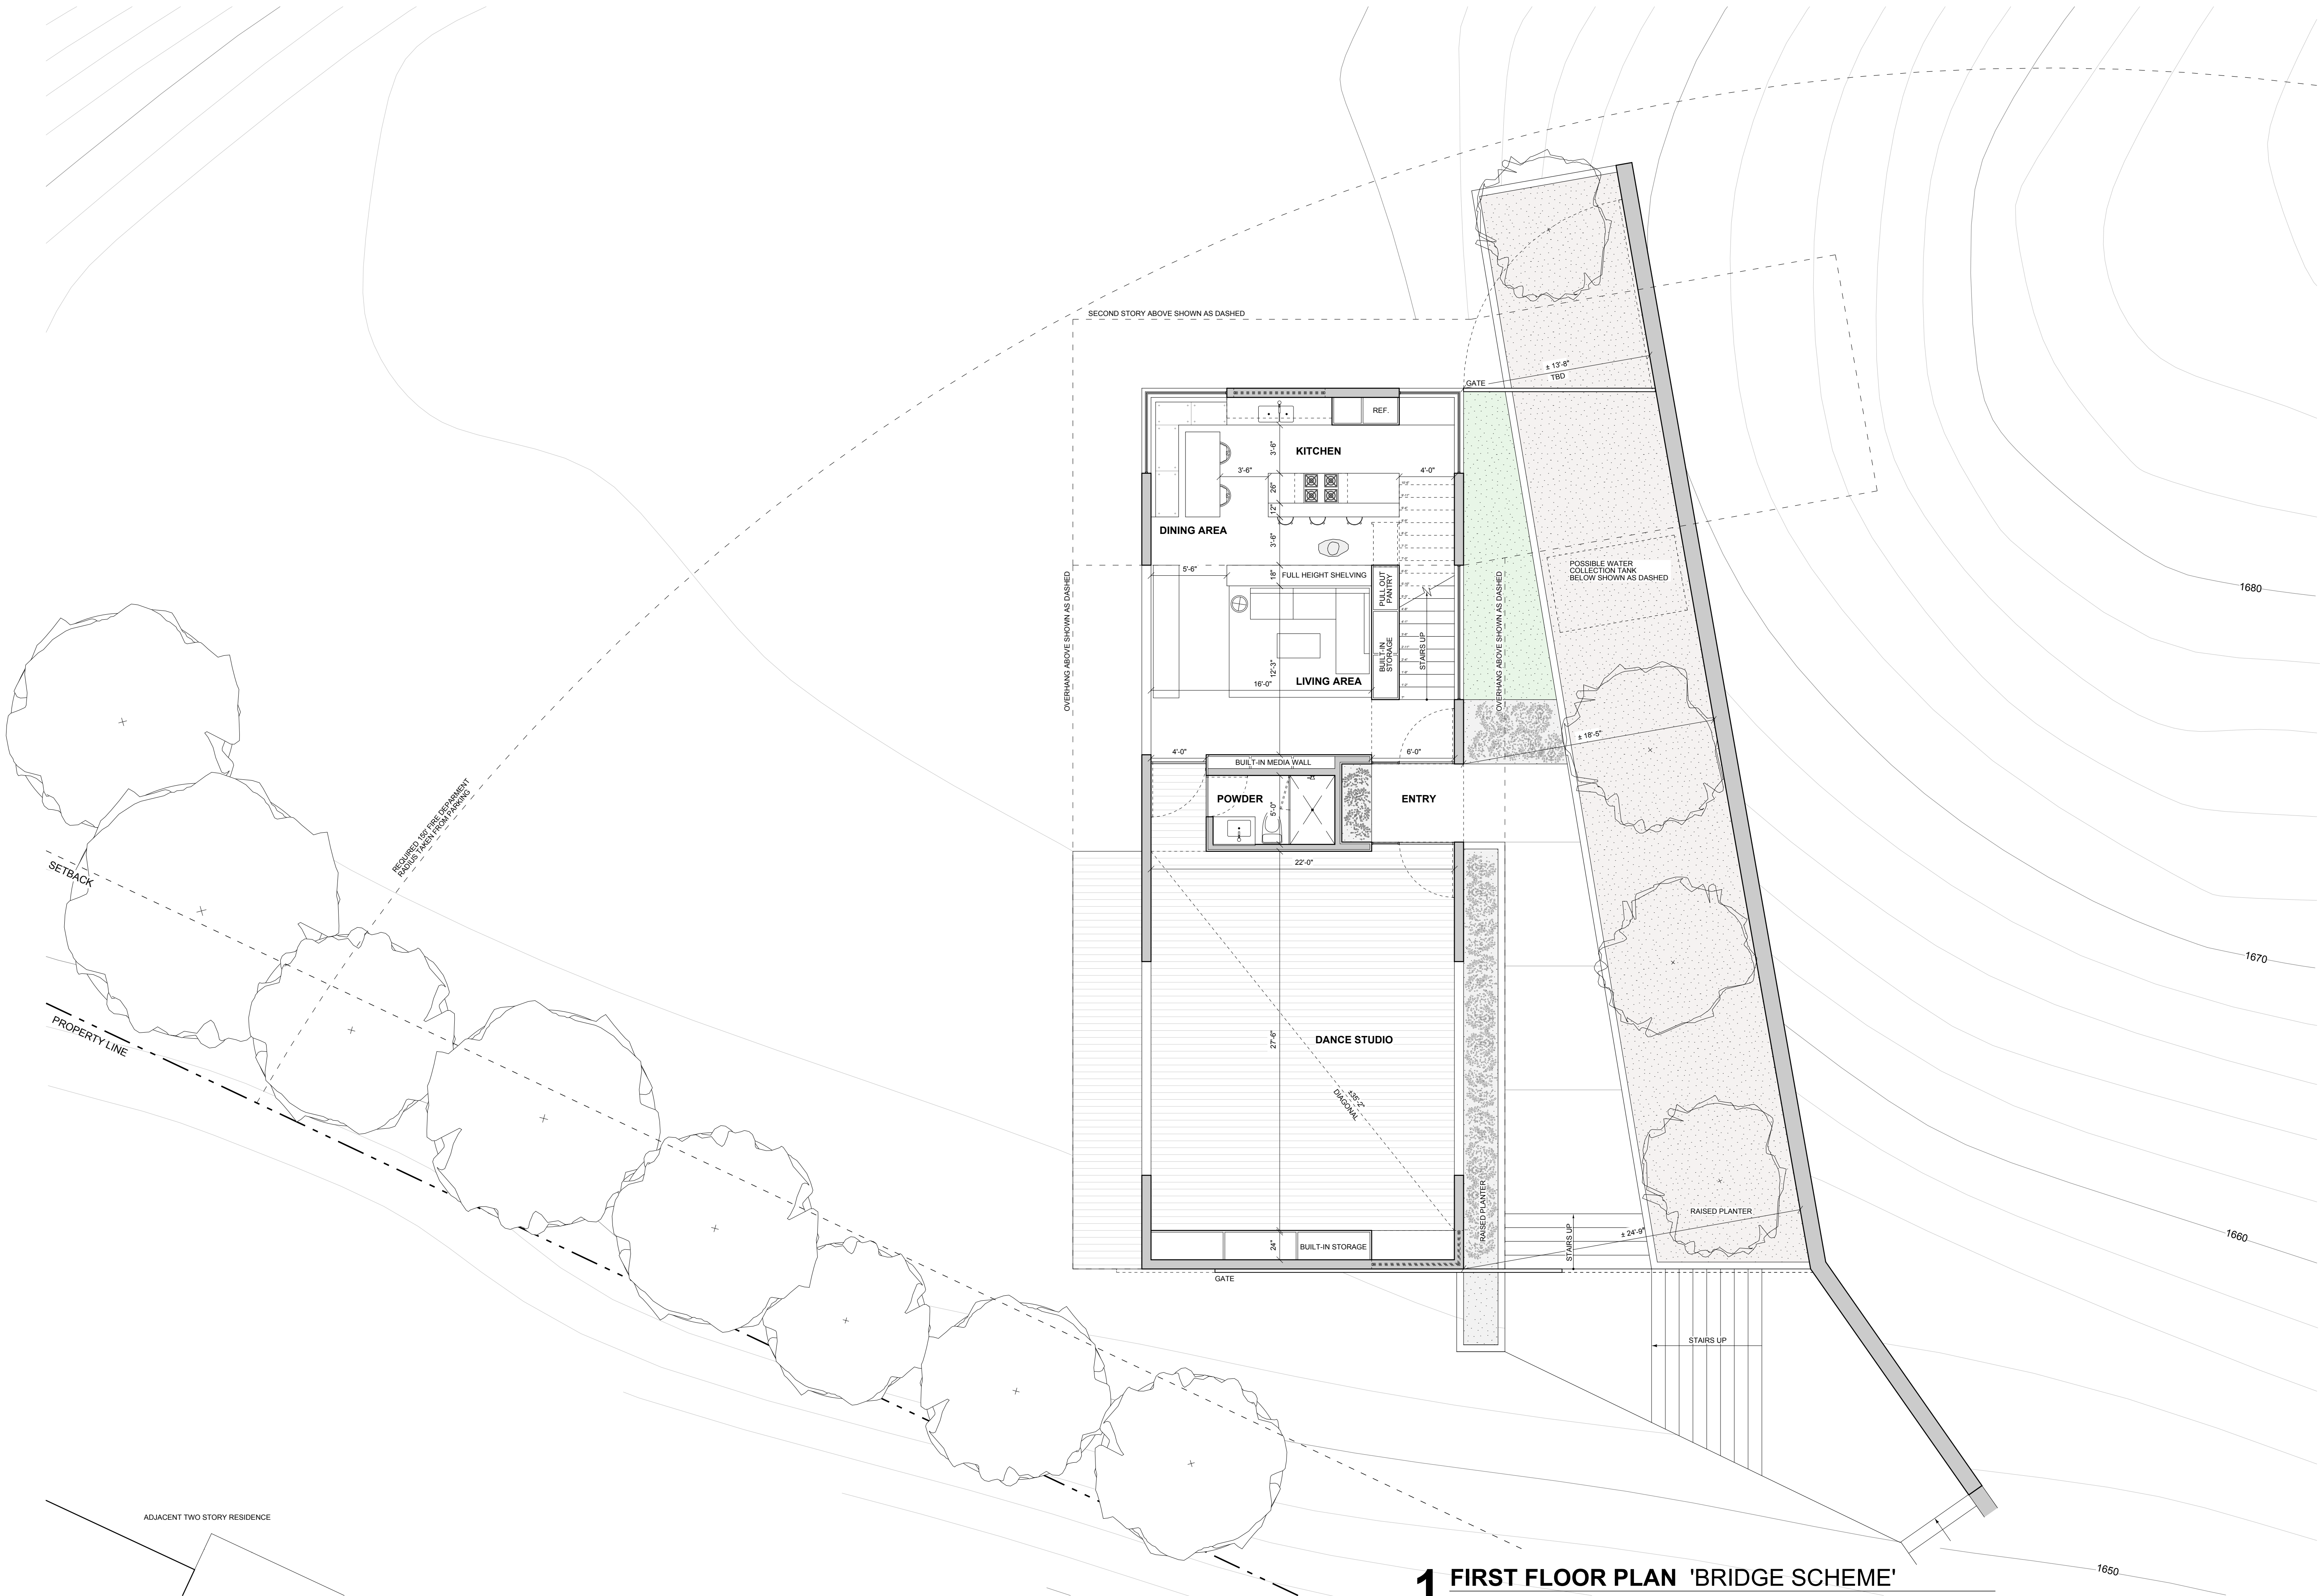 SECOND STORY ABOVE SHOWN AS DASHED
± 13'-8"
TBD
GATE
REF.
KITCHEN
3'-6"
3'-6"
4'-0"
26"
12"
DINING AREA
3'-6"
5'-6"
18"
FULL HEIGHT SHELVING
PULL OUT
PANTRY
POSSIBLE WATER
COLLECTION TANK
BELOW SHOWN AS DASHED
1680
OVERHANG ABOVE SHOWN AS DASHED
OVERHANG ABOVE SHOWN AS DASHED
BUILT-IN
STORAGE
STAIRS UP
12'-3"
LIVING AREA
16'-0"
± 18'-5"
4'-0"
BUILT-IN MEDIA WALL
6'-0"
POWDER
5'-0"
ENTRY
REQUIRED 150' FIRE DEPARMENT
RADIUS TAKEN FROM PARKING
SETBACK
22'-0"
1670
PROPERTY LINE
27'-6"
DANCE STUDIO
±35'-2"
DIAGONAL
RAISED PLANTER
RAISED PLANTER
STAIRS UP
± 24'-9"
1660
24"
BUILT-IN STORAGE
GATE
STAIRS UP
ADJACENT TWO STORY RESIDENCE
1650
1 FIRST FLOOR PLAN 'BRIDGE SCHEME'